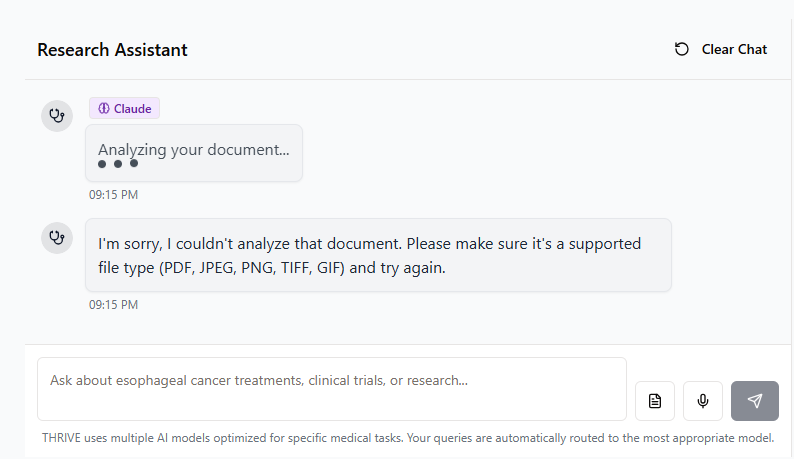 Research Assistant
Clear Chat
Claude
Analyzing your document...
09:15 PM
I'm sorry, I couldn't analyze that document. Please make sure it's a supported
file type (PDF, JPEG, PNG, TIFF, GIF) and try again.
09:15 PM
Ask about esophageal cancer treatments, clinical trials, or research...
THRIVE uses multiple AI models optimized for specific medical tasks. Your queries are automatically routed to the most appropriate model.